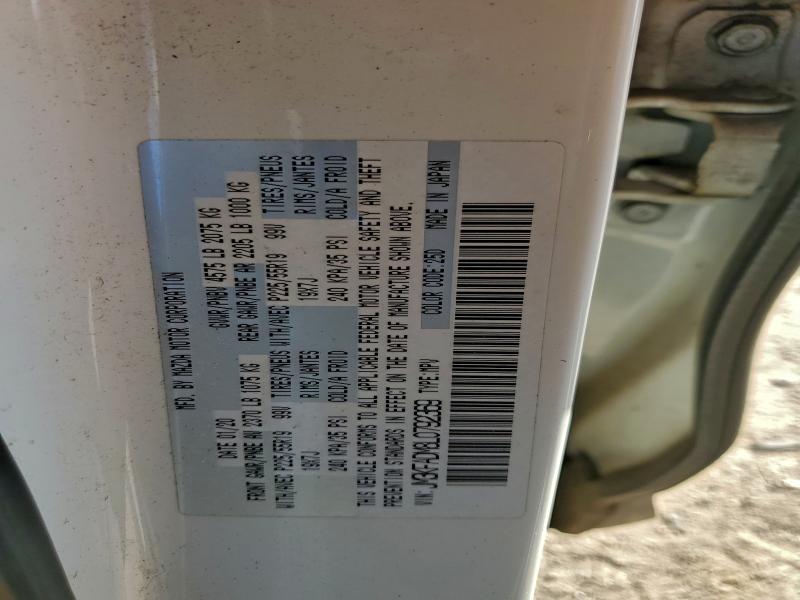 MFD. BY MAZDA MOTOR CORPORATION
DATE 01/20 GVWR/PNBV 4575 LB 2075 KG
FRONT GAWR/PNBE AV 2370 LB 1075 KG REAR GAWR/PNBE AR 2205 LB 1000 KG
WITH/AVEC P225/55R19 99V TIRES/PNEUS WITH/AVEC P225/55R19 99V TIRES/PNEUS
19X7J RIMS/JANTES 19X7J RIMS/JANTES
240 KPA/35 PSI COLD/A FROID 240 KPA/35 PSI COLD/A FROID
THIS VEHICLE CONFORMS TO ALL APPLICABLE FEDERAL MOTOR VEHICLE SAFETY AND THEFT
PREVENTION STANDARDS IN EFFECT ON THE DATE OF MANUFACTURE SHOWN ABOVE.
VIN: TYPE:MPV COLOR CODE:25D MADE IN JAPAN